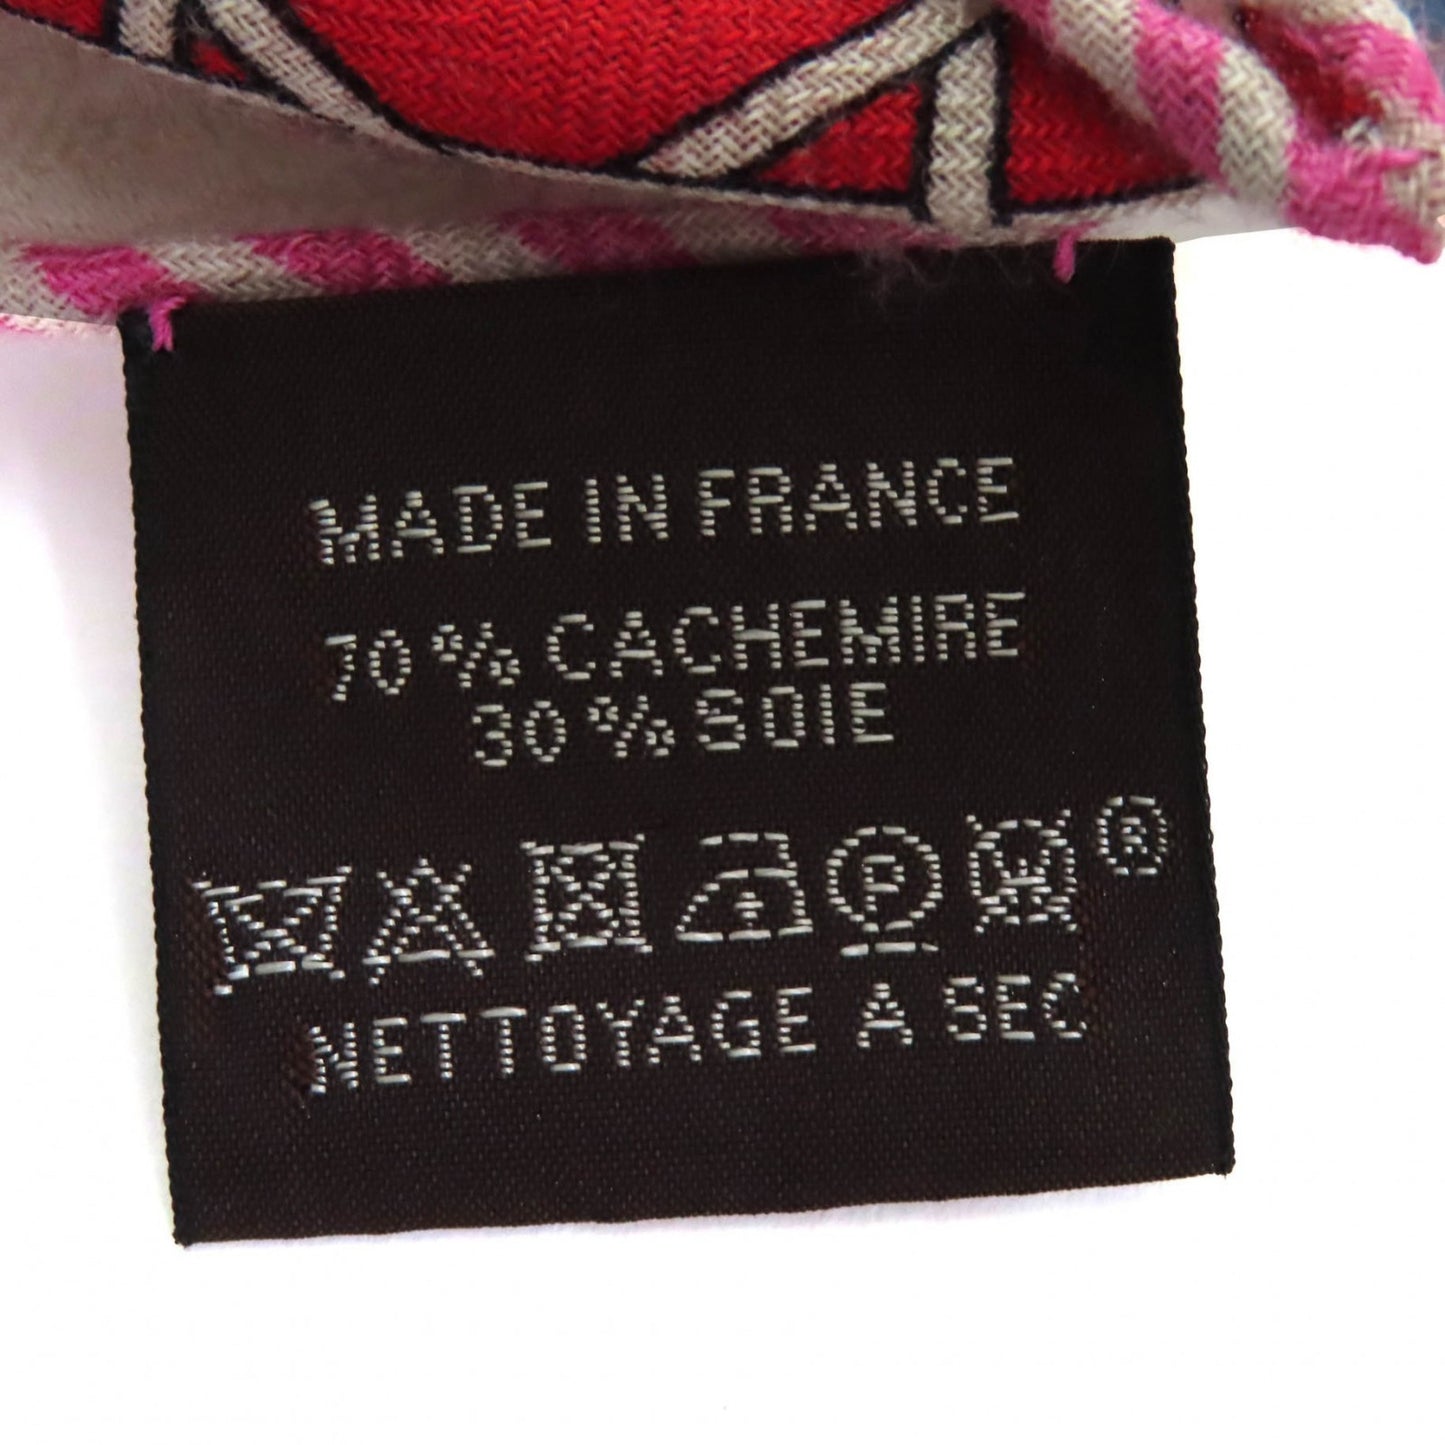 MADE IN FRANCE
70% CACHEMIRE
30% SOIE
P W ®
NETTOYAGE A SEC